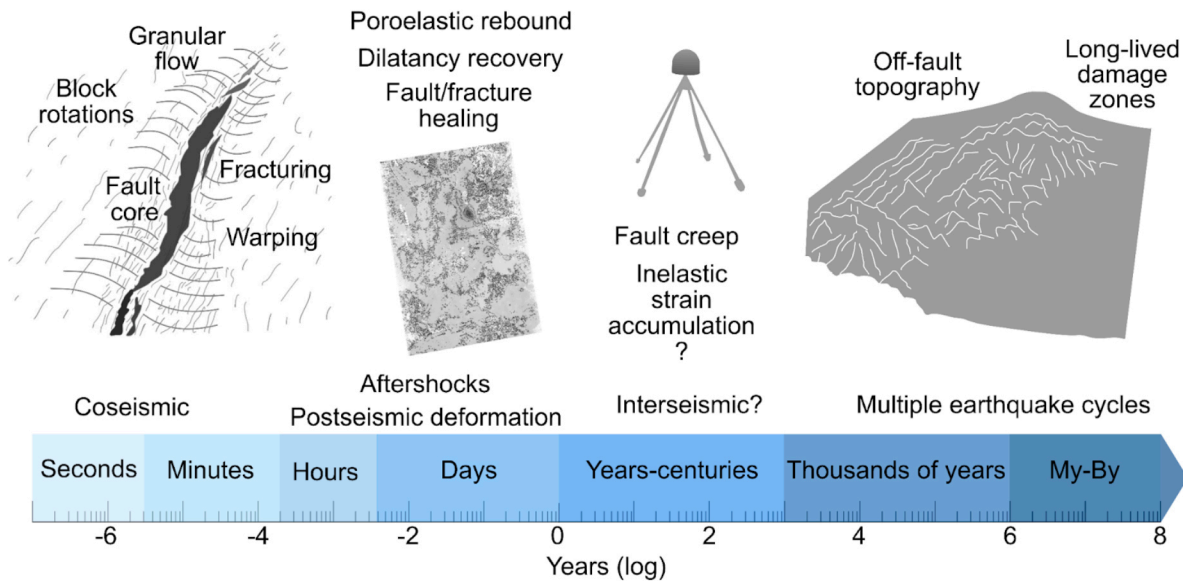 Granular
flow
Block
rotations
Fault
core
Fracturing
Warping
Poroelastic rebound
Dilatancy recovery
Fault/fracture
healing
Fault creep
Inelastic
strain
accumulation
?
Off-fault
topography
Long-lived
damage
zones
Coseismic
Aftershocks
Postseismic deformation
Interseismic?
Multiple earthquake cycles
Seconds Minutes Hours Days Years-centuries Thousands of years My-By
-6 -4 -2 0 2 4 6 8
Years (log)